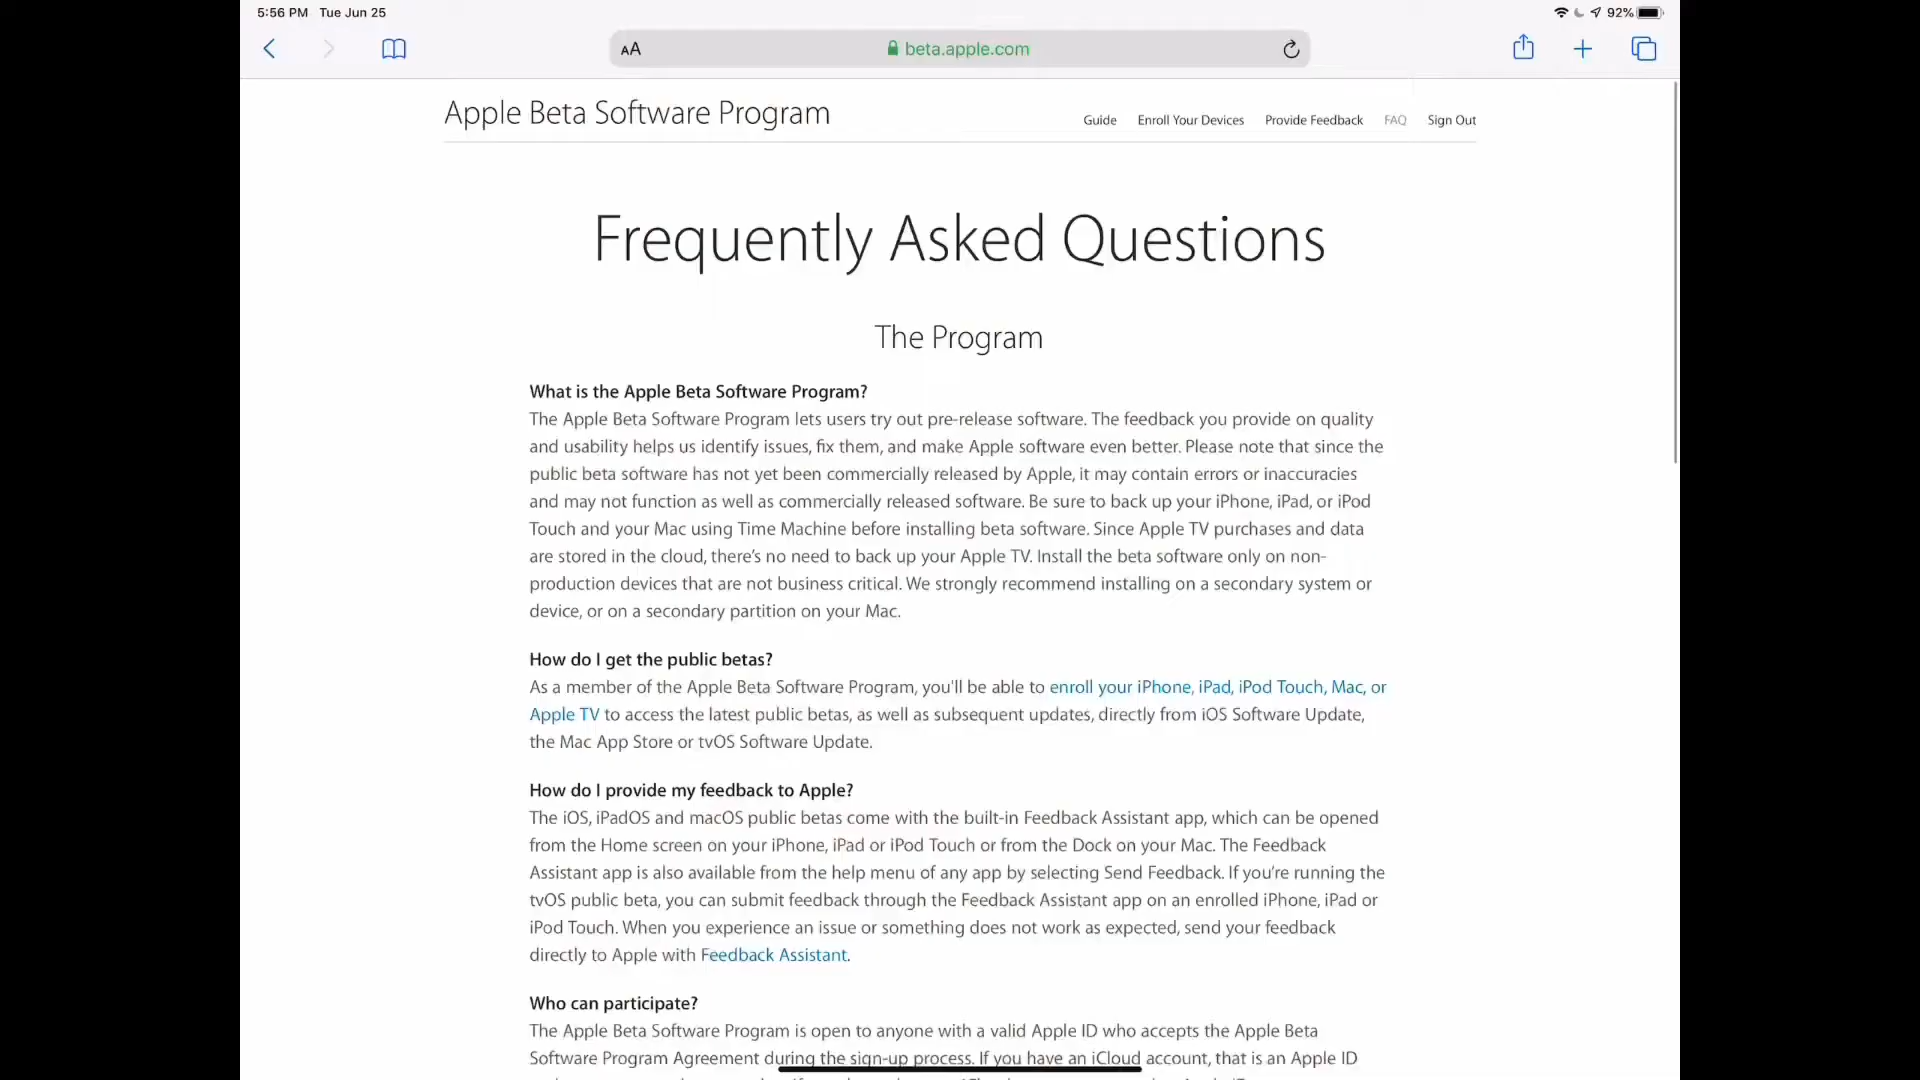 5:56 PM Tue Jun 25
92%
AA
beta.apple.com
Apple Beta Software Program
Guide Enroll Your Devices Provide Feedback FAQ Sign Out
Frequently Asked Questions
The Program
What is the Apple Beta Software Program?
The Apple Beta Software Program lets users try out pre-release software. The feedback you provide on quality
and usability helps us identify issues, fix them, and make Apple software even better. Please note that since the
public beta software has not yet been commercially released by Apple, it may contain errors or inaccuracies
and may not function as well as commercially released software. Be sure to back up your iPhone, iPad, or iPod
Touch and your Mac using Time Machine before installing beta software. Since Apple TV purchases and data
are stored in the cloud, there's no need to back up your Apple TV. Install the beta software only on non-
production devices that are not business critical. We strongly recommend installing on a secondary system or
device, or on a secondary partition on your Mac.
How do I get the public betas?
As a member of the Apple Beta Software Program, you'll be able to enroll your iPhone, iPad, iPod Touch, Mac, or
Apple TV to access the latest public betas, as well as subsequent updates, directly from iOS Software Update,
the Mac App Store or tvOS Software Update.
How do I provide my feedback to Apple?
The iOS, iPadOS and macOS public betas come with the built-in Feedback Assistant app, which can be opened
from the Home screen on your iPhone, iPad or iPod Touch or from the Dock on your Mac. The Feedback
Assistant app is also available from the help menu of any app by selecting Send Feedback. If you're running the
tvOS public beta, you can submit feedback through the Feedback Assistant app on an enrolled iPhone, iPad or
iPod Touch. When you experience an issue or something does not work as expected, send your feedback
directly to Apple with Feedback Assistant.
Who can participate?
The Apple Beta Software Program is open to anyone with a valid Apple ID who accepts the Apple Beta
Software Program Agreement during the sign-up process. If you have an iCloud account, that is an Apple ID